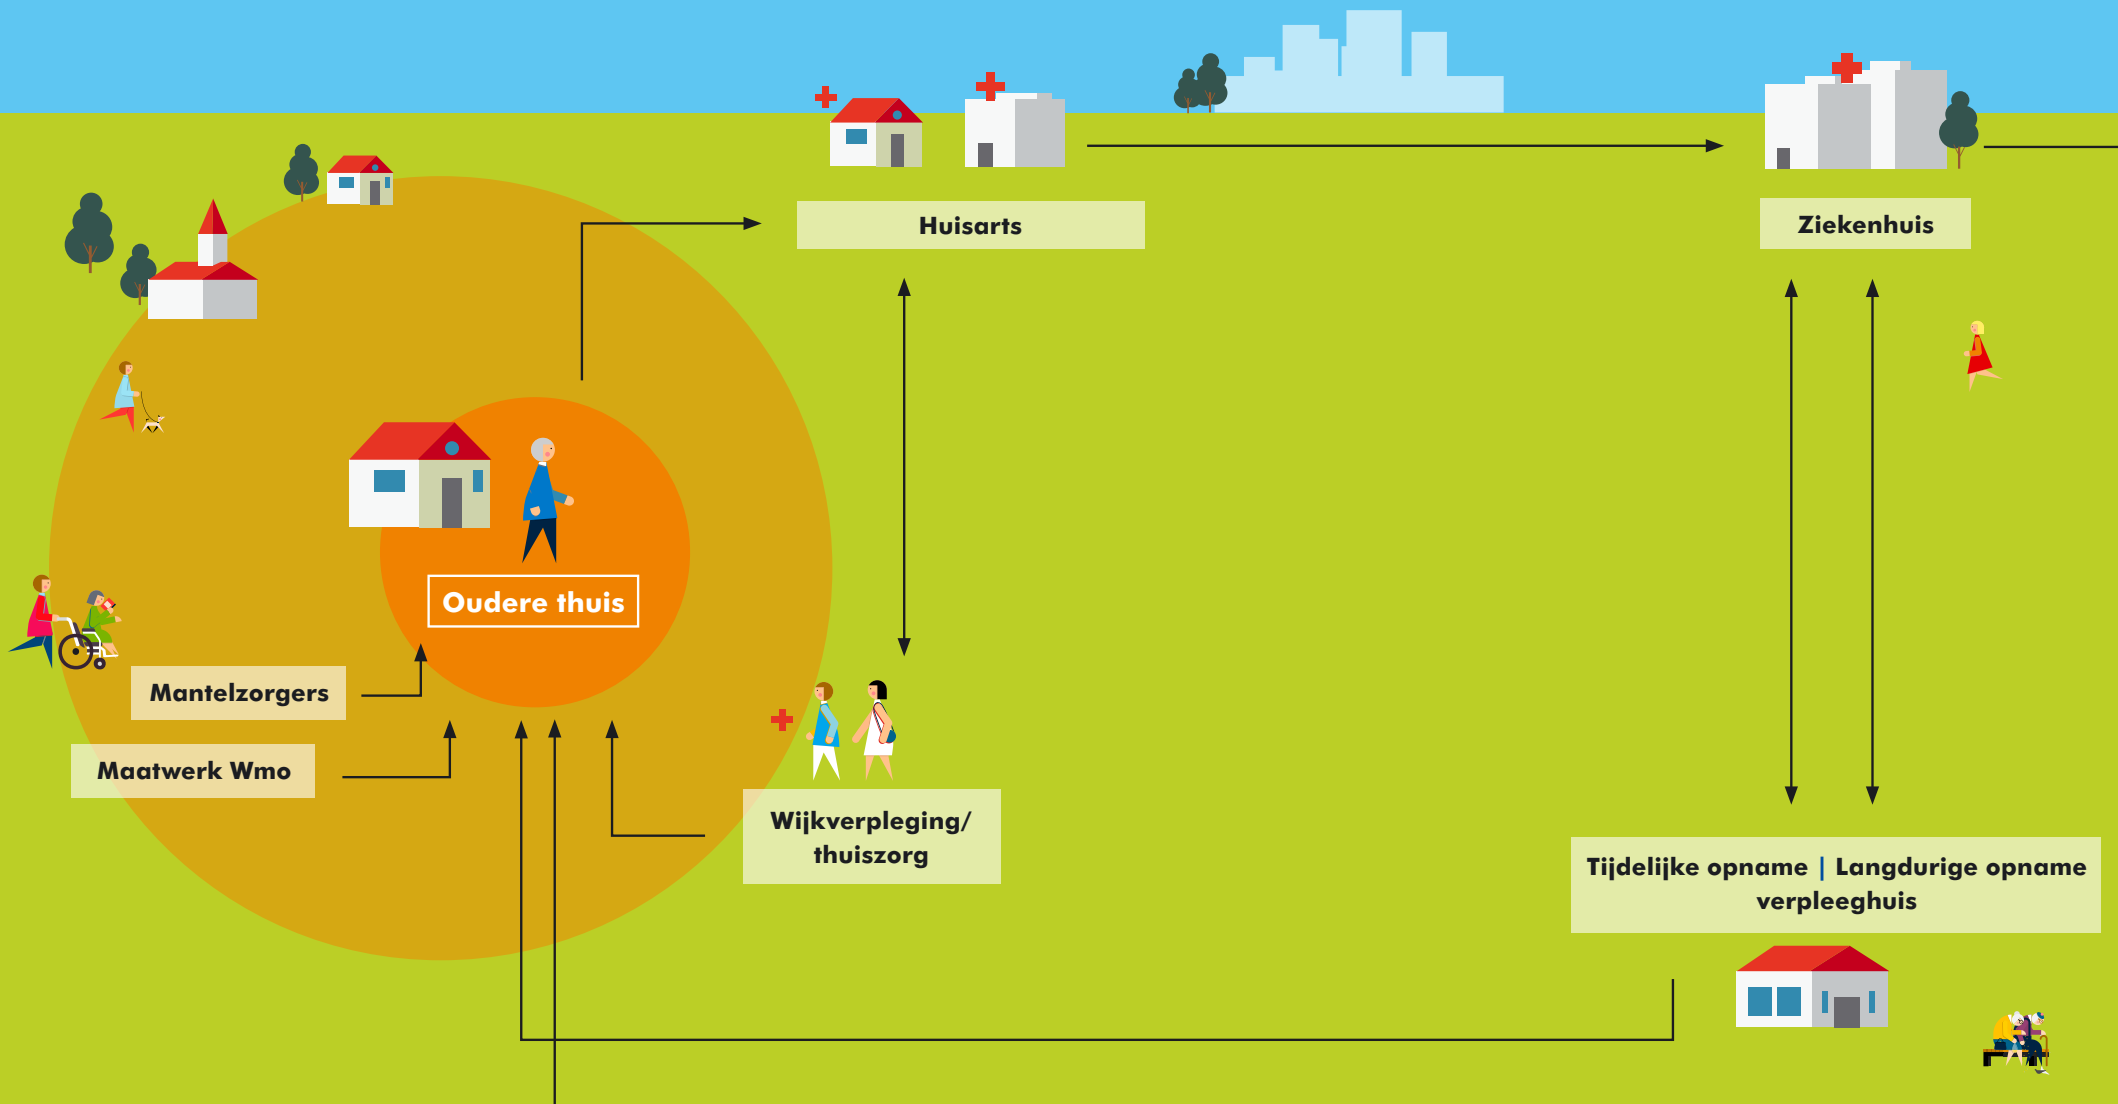 Huisarts
Ziekenhuis
Oudere thuis
Mantelzorgers
Maatwerk Wmo
Wijkverpleging/
thuiszorg
Tijdelijke opname | Langdurige opname
verpleeghuis